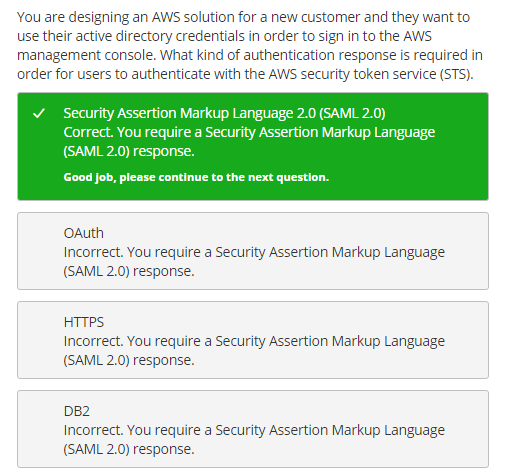 You are designing an AWS solution for a new customer and they want to
use their active directory credentials in order to sign in to the AWS
management console. What kind of authentication response is required in
order for users to authenticate with the AWS security token service (STS).
Security Assertion Markup Language 2.0 (SAML 2.0)
Correct. You require a Security Assertion Markup Language
(SAML 2.0) response.
Good job, please continue to the next question.
OAuth
Incorrect. You require a Security Assertion Markup Language
(SAML 2.0) response.
HTTPS
Incorrect. You require a Security Assertion Markup Language
(SAML 2.0) response.
DB2
Incorrect. You require a Security Assertion Markup Language
(SAML 2.0) response.